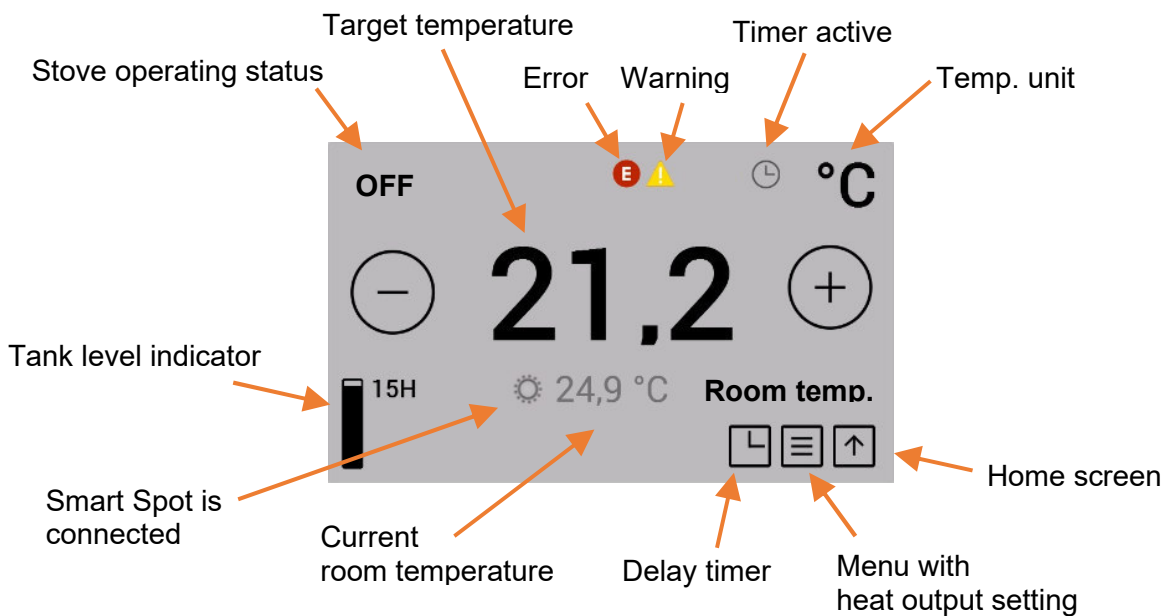 Target temperature
Timer active
Stove operating status
Error
Warning
Temp. unit
OFF
E
!
°C
−
21,2
+
Tank level indicator
15H
24,9 °C
Room temp.
Home screen
Smart Spot is
connected
Current
room temperature
Delay timer
Menu with
heat output setting